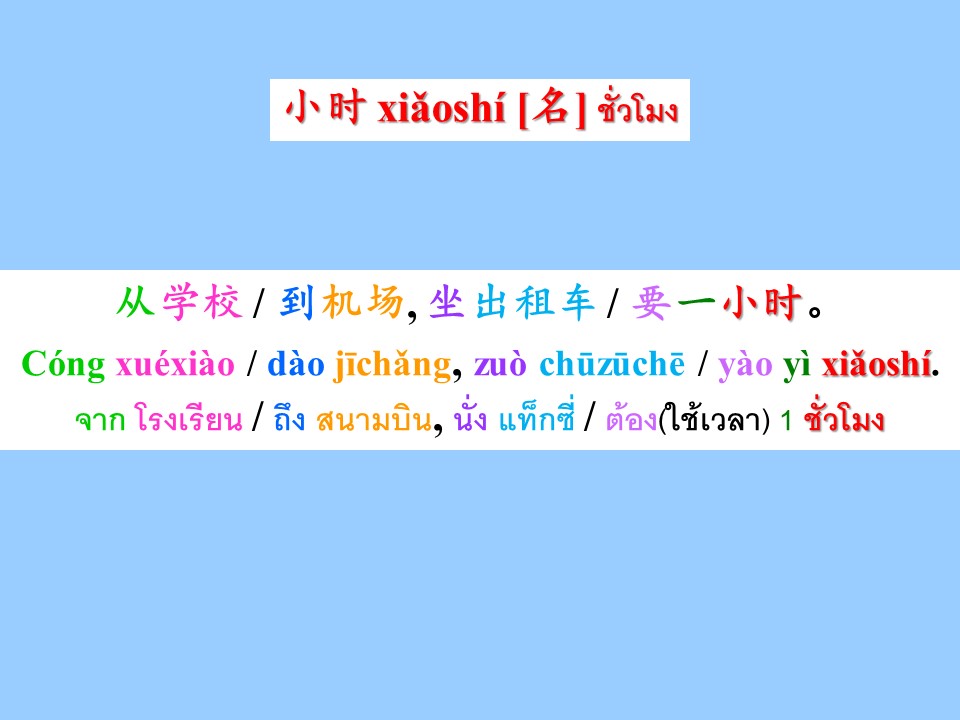 小时 xiǎoshí [名] ชั่วโมง
从学校 / 到机场, 坐出租车 / 要一小时。
Cóng xuéxiào / dào jīchǎng, zuò chūzūchē / yào yì xiǎoshí.
จาก โรงเรียน / ถึง สนามบิน, นั่ง แท็กซี่ / ต้อง(ใช้เวลา) 1 ชั่วโมง